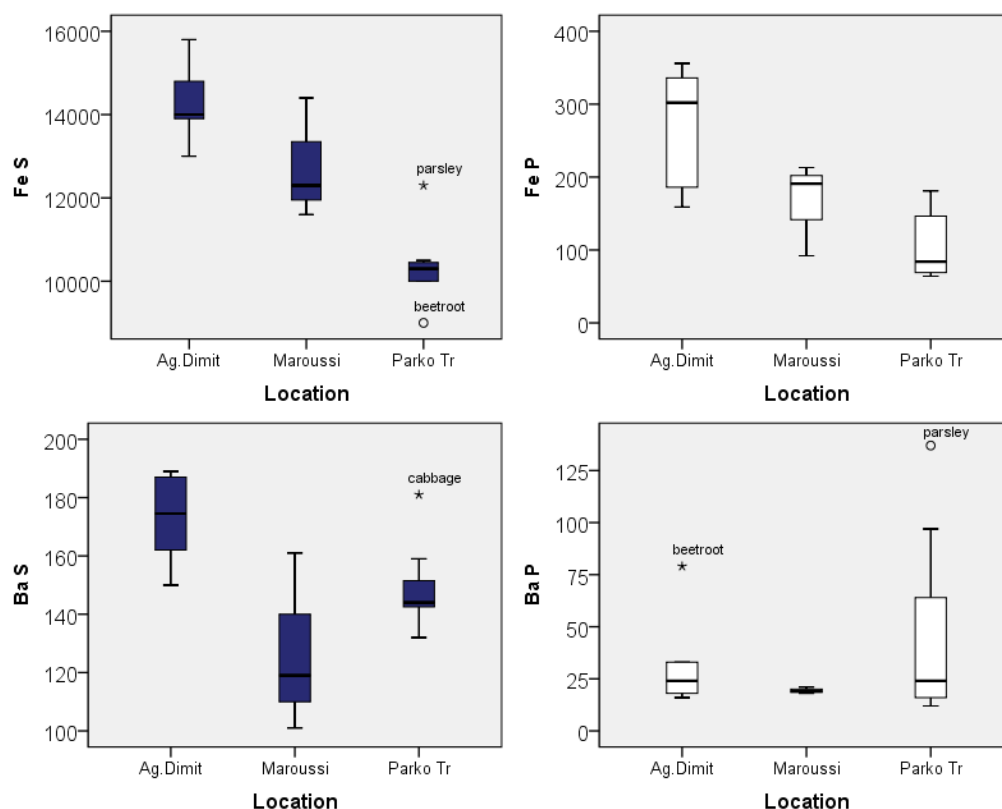 Fe S
16000
14000
12000
10000
parsley
beetroot
Ag.Dimit Maroussi Parko Tr
Location
Fe P
400
300
200
100
0
Ag.Dimit Maroussi Parko Tr
Location
Ba S
200
180
160
140
120
100
cabbage
Ag.Dimit Maroussi Parko Tr
Location
Ba P
125
100
75
50
25
0
beetroot
parsley
Ag.Dimit Maroussi Parko Tr
Location